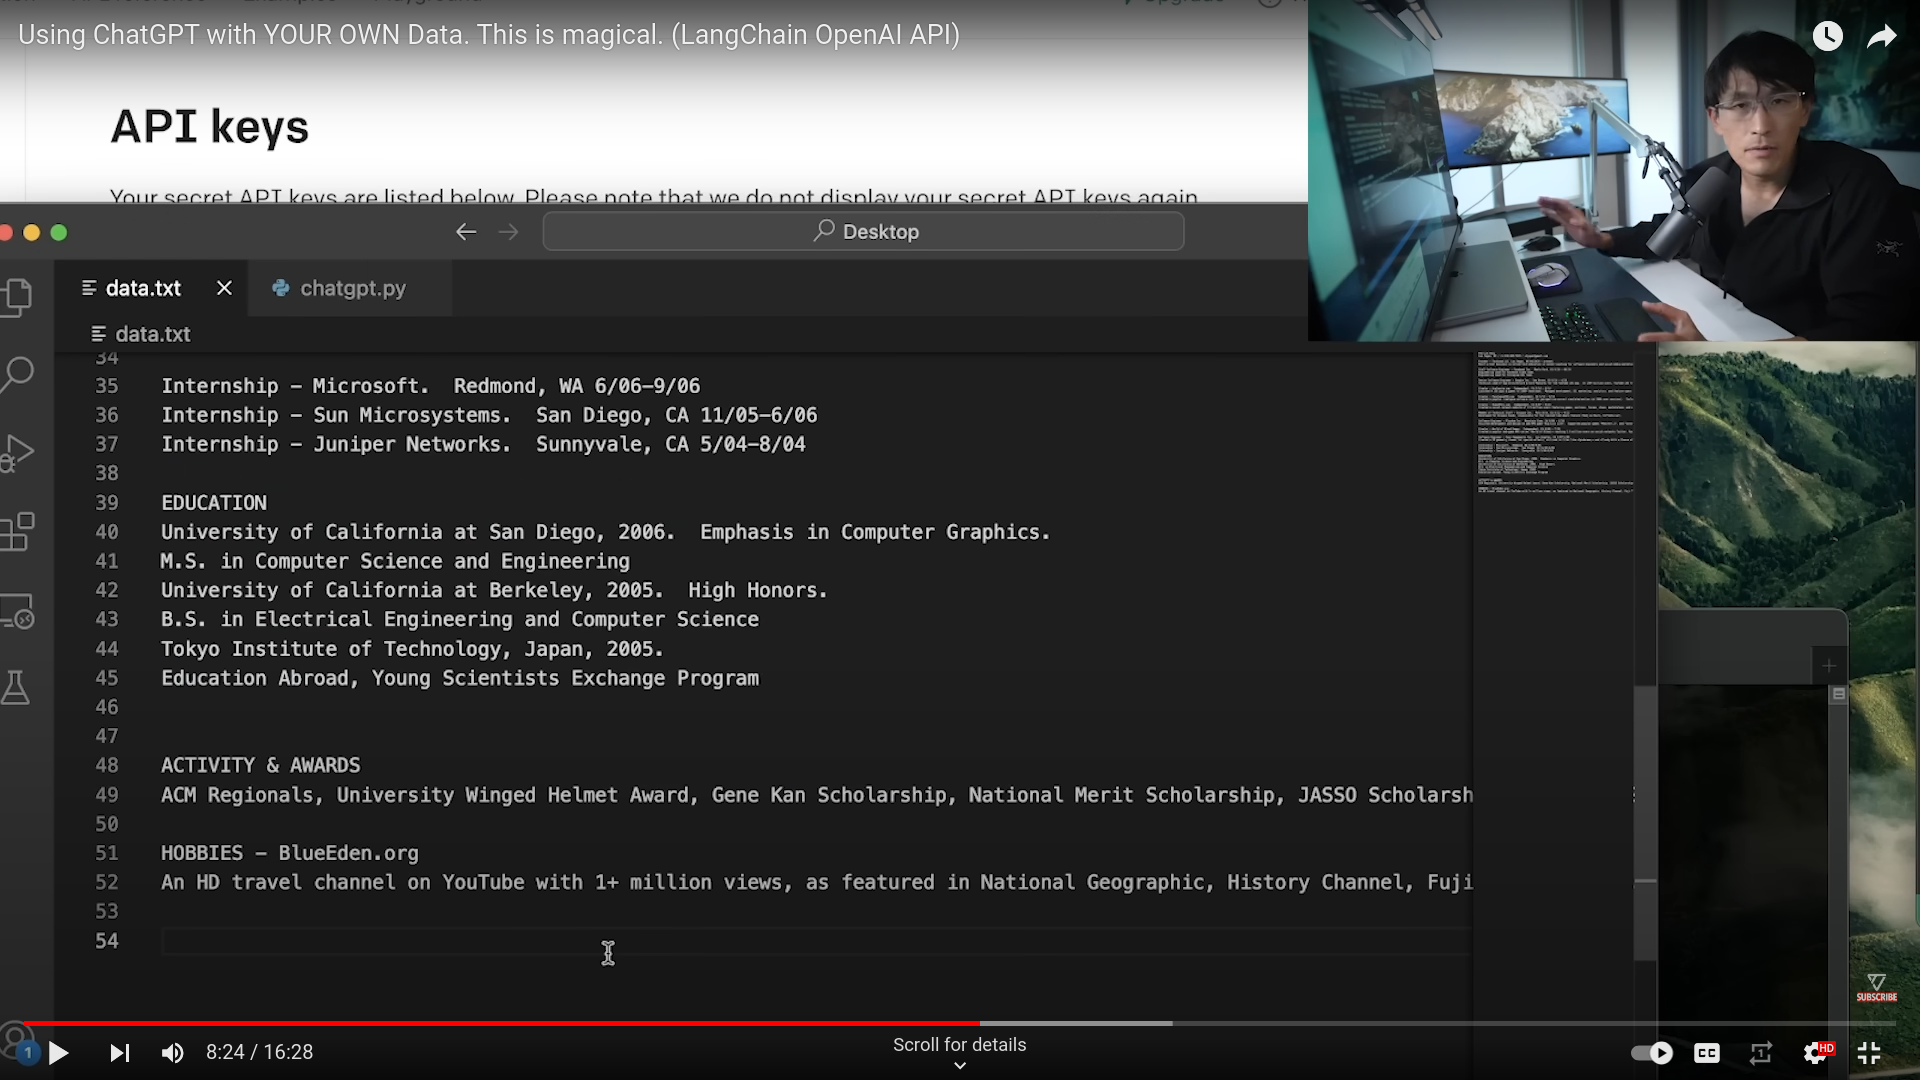 Using ChatGPT with YOUR OWN Data. This is magical. (LangChain OpenAI API)
API keys
Your secret API keys are listed below. Please note that we do not display your secret API keys again
Desktop
data.txt
chatgpt.py
data.txt
34
35 Internship – Microsoft. Redmond, WA 6/06–9/06
36 Internship – Sun Microsystems. San Diego, CA 11/05–6/06
37 Internship – Juniper Networks. Sunnyvale, CA 5/04–8/04
38
39 EDUCATION
40 University of California at San Diego, 2006. Emphasis in Computer Graphics.
41 M.S. in Computer Science and Engineering
42 University of California at Berkeley, 2005. High Honors.
43 B.S. in Electrical Engineering and Computer Science
44 Tokyo Institute of Technology, Japan, 2005.
45 Education Abroad, Young Scientists Exchange Program
46
47
48 ACTIVITY & AWARDS
49 ACM Regionals, University Winged Helmet Award, Gene Kan Scholarship, National Merit Scholarship, JASSO Scholarsh
50
51 HOBBIES – BlueEden.org
52 An HD travel channel on YouTube with 1+ million views, as featured in National Geographic, History Channel, Fuji
53
54
SUBSCRIBE
1
8:24 / 16:28
Scroll for details
CC
1
HD